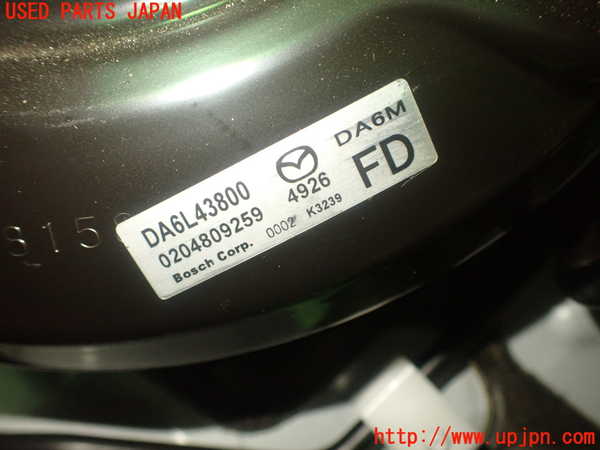 USED PARTS JAPAN
DA6L43800 DA6M
0204809259 4926 FD
Bosch Corp. 0002 K3239
http://www.upjpn.com/